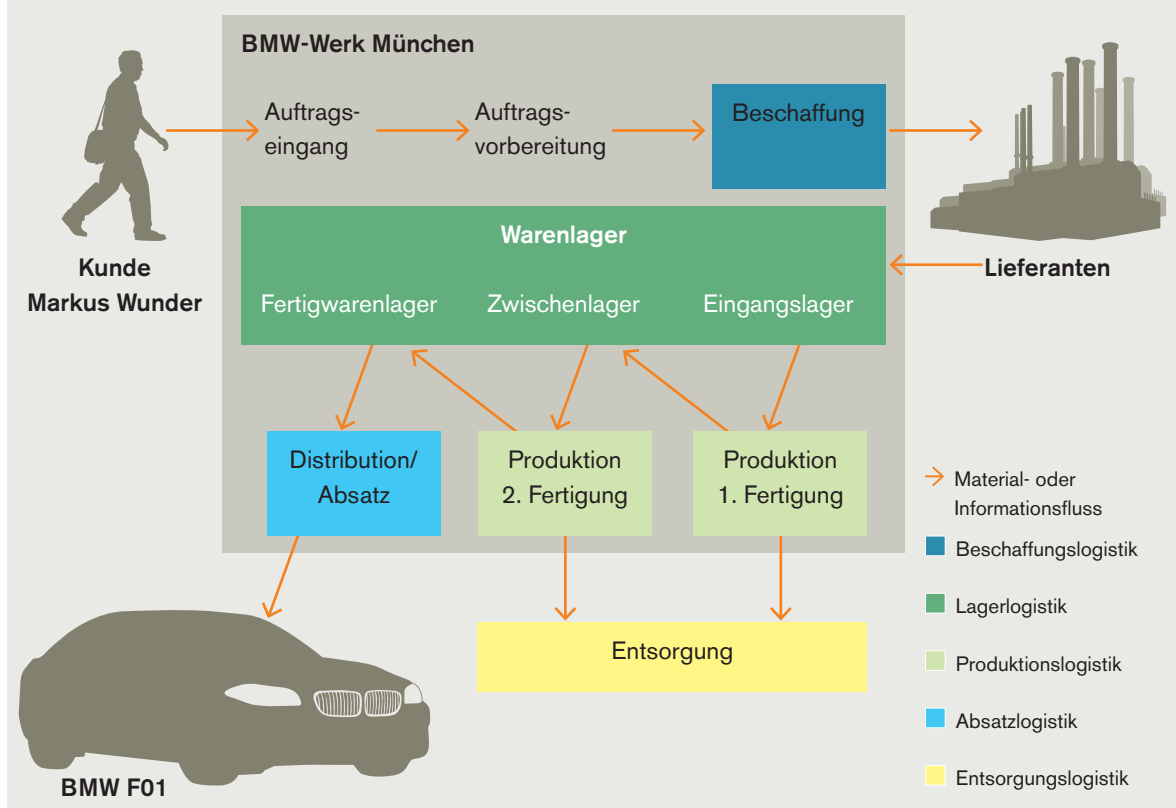 BMW-Werk München
Auftrags-
eingang
Auftrags-
vorbereitung
Beschaffung
Kunde
Markus Wunder
Warenlager
Fertigwarenlager
Zwischenlager
Eingangslager
Lieferanten
Distribution/
Absatz
Produktion
2. Fertigung
Produktion
1. Fertigung
Entsorgung
BMW F01
Material- oder
Informationsfluss
Beschaffungslogistik
Lagerlogistik
Produktionslogistik
Absatzlogistik
Entsorgungslogistik